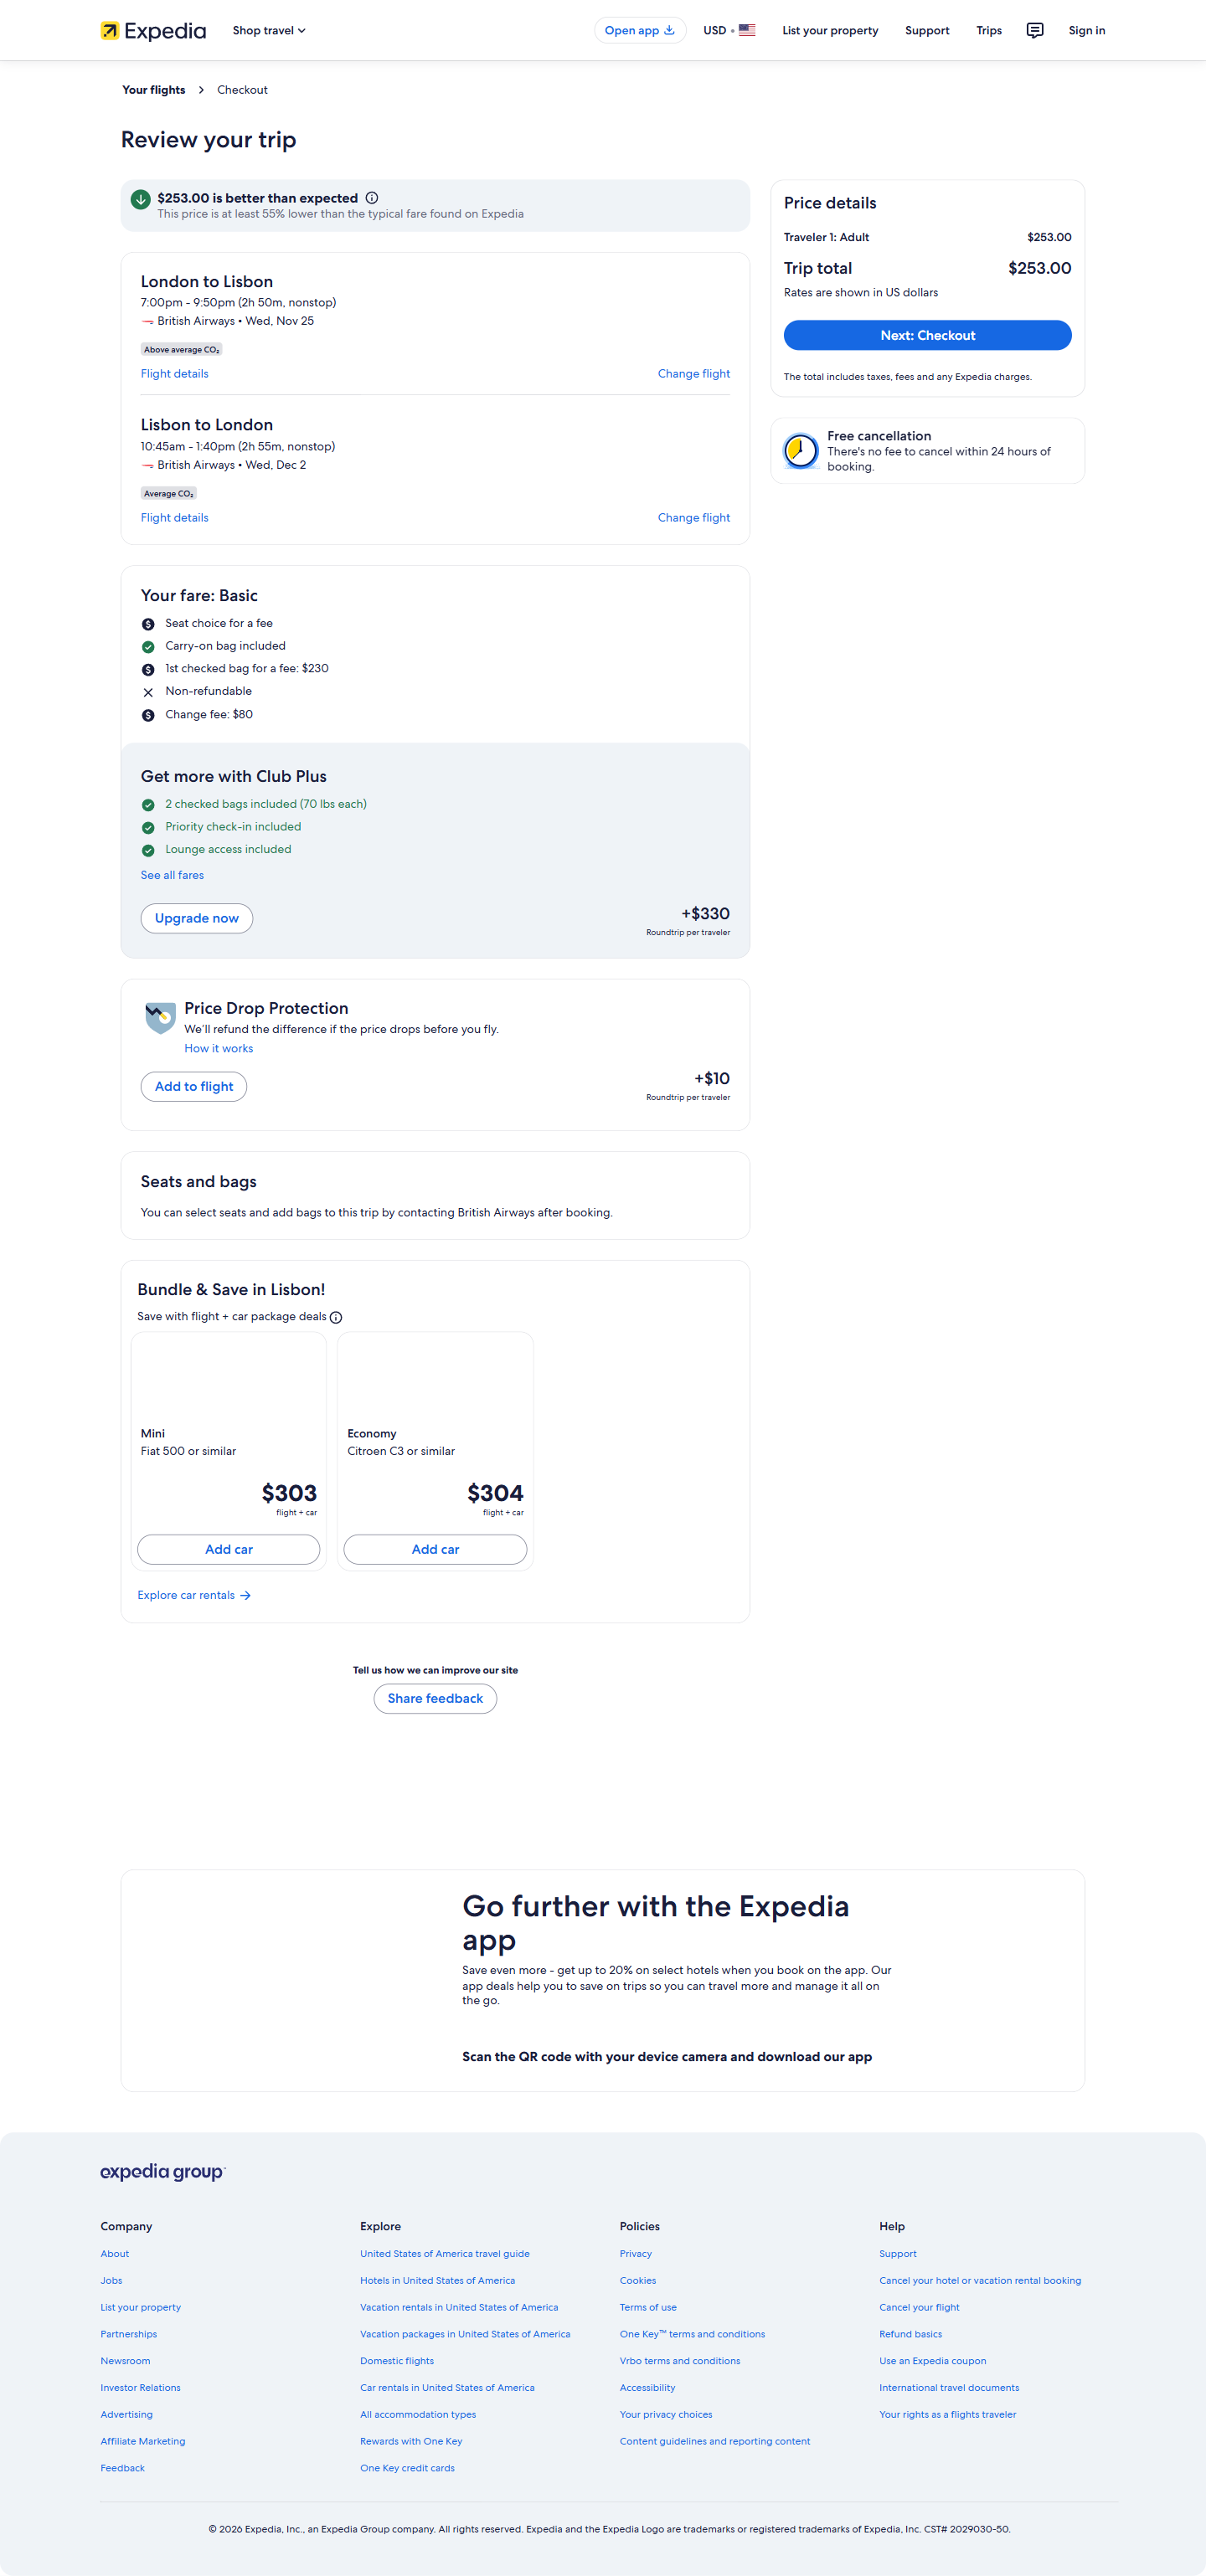 Expedia
Shop travel
Open app
USD
List your property
Support
Trips
Sign in
Your flights
Checkout
Review your trip
$253.00 is better than expected
This price is at least 55% lower than the typical fare found on Expedia
London to Lisbon
7:00pm - 9:50pm (2h 50m, nonstop)
British Airways • Wed, Nov 25
Above average CO₂
Flight details
Change flight
Lisbon to London
10:45am - 1:40pm (2h 55m, nonstop)
British Airways • Wed, Dec 2
Average CO₂
Flight details
Change flight
Your fare: Basic
Seat choice for a fee
Carry-on bag included
1st checked bag for a fee: $230
Non-refundable
Change fee: $80
Get more with Club Plus
2 checked bags included (70 lbs each)
Priority check-in included
Lounge access included
See all fares
Upgrade now
+$330
Roundtrip per traveler
Price Drop Protection
We'll refund the difference if the price drops before you fly.
How it works
Add to flight
+$10
Roundtrip per traveler
Seats and bags
You can select seats and add bags to this trip by contacting British Airways after booking.
Bundle & Save in Lisbon!
Save with flight + car package deals
Mini
Fiat 500 or similar
$303
flight + car
Add car
Economy
Citroen C3 or similar
$304
flight + car
Add car
Explore car rentals
Tell us how we can improve our site
Share feedback
Price details
Traveler 1: Adult
$253.00
Trip total
$253.00
Rates are shown in US dollars
Next: Checkout
The total includes taxes, fees and any Expedia charges.
Free cancellation
There's no fee to cancel within 24 hours of
booking.
Go further with the Expedia
app
Save even more - get up to 20% on select hotels when you book on the app. Our
app deals help you to save on trips so you can travel more and manage it all on
the go.
Scan the QR code with your device camera and download our app
expedia group
Company
About
Jobs
List your property
Partnerships
Newsroom
Investor Relations
Advertising
Affiliate Marketing
Feedback
Explore
United States of America travel guide
Hotels in United States of America
Vacation rentals in United States of America
Vacation packages in United States of America
Domestic flights
Car rentals in United States of America
All accommodation types
Rewards with One Key
One Key credit cards
Policies
Privacy
Cookies
Terms of use
One Key™ terms and conditions
Vrbo terms and conditions
Accessibility
Your privacy choices
Content guidelines and reporting content
Help
Support
Cancel your hotel or vacation rental booking
Cancel your flight
Refund basics
Use an Expedia coupon
International travel documents
Your rights as a flights traveler
© 2026 Expedia, Inc., an Expedia Group company. All rights reserved. Expedia and the Expedia Logo are trademarks or registered trademarks of Expedia, Inc. CST# 2029030-50.